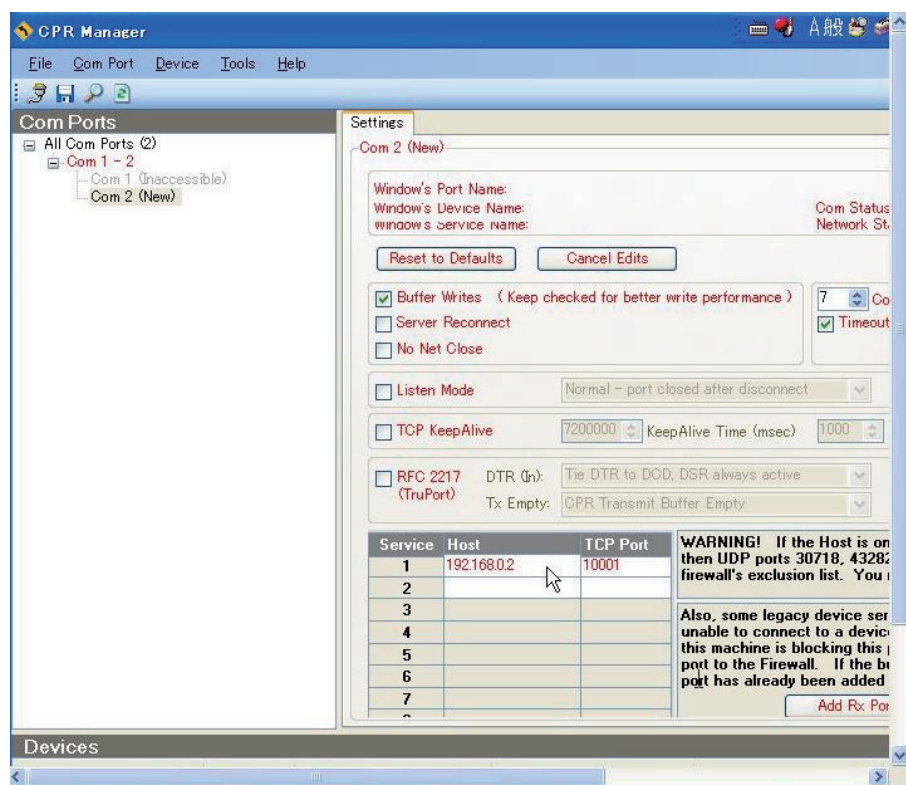 CPR Manager
A 般
File Com Port Device Tools Help
Com Ports
All Com Ports (2)
Com 1 - 2
Com 1 (Inaccessible)
Com 2 (New)
Settings
Com 2 (New)
Window's Port Name:
Window's Device Name: Com Status
Window's Service Name: Network St
Reset to Defaults Cancel Edits
Buffer Writes ( Keep checked for better write performance ) 7 Co
Server Reconnect Timeout
No Net Close
Listen Mode Normal - port closed after disconnect
TCP KeepAlive 7200000 KeepAlive Time (msec) 1000
RFC 2217 DTR (In): Tie DTR to DCD, DSR always active
(TruPort) Tx Empty: CPR Transmit Buffer Empty
Service Host TCP Port
1 192.168.0.2 10001
2
3
4
5
6
7
WARNING! If the Host is on
then UDP ports 30718, 43282
firewall's exclusion list. You
Also, some legacy device ser
unable to connect to a devic
this machine is blocking this
port to the Firewall. If the bu
port has already been added
Add Rx Por
Devices